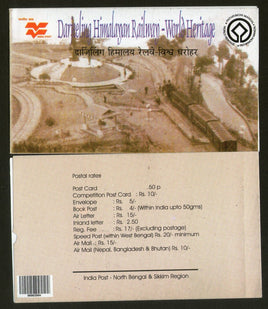 Darjeeling Himalayan Railway - World Heritage
दार्जिलिंग हिमालय रेलवे - विश्व धरोहर
Postal rates
Post Card : .50 p
Competition Post Card : Rs. 10/-
Envelope : Rs. 5/-
Book Post : Rs. 4/- (Within India upto 50gms)
Air Letter : Rs. 15/-
Inland letter : Rs. 2.50
Reg. Fee .... : Rs. 17/- (Excluding postage)
Speed Post (within West Bengal) Rs. 20/- minimum
Air Mail -: Rs. 15/-
Air Mail (Nepal, Bangladesh & Bhutan) Rs. 10/-
India Post - North Bengal & Sikkim Region